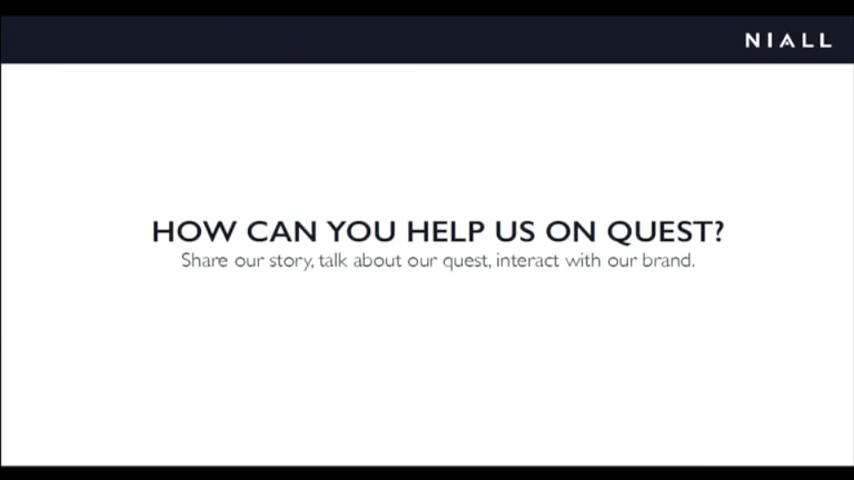 NIALL
HOW CAN YOU HELP US ON QUEST?
Share our story, talk about our quest, interact with our brand.